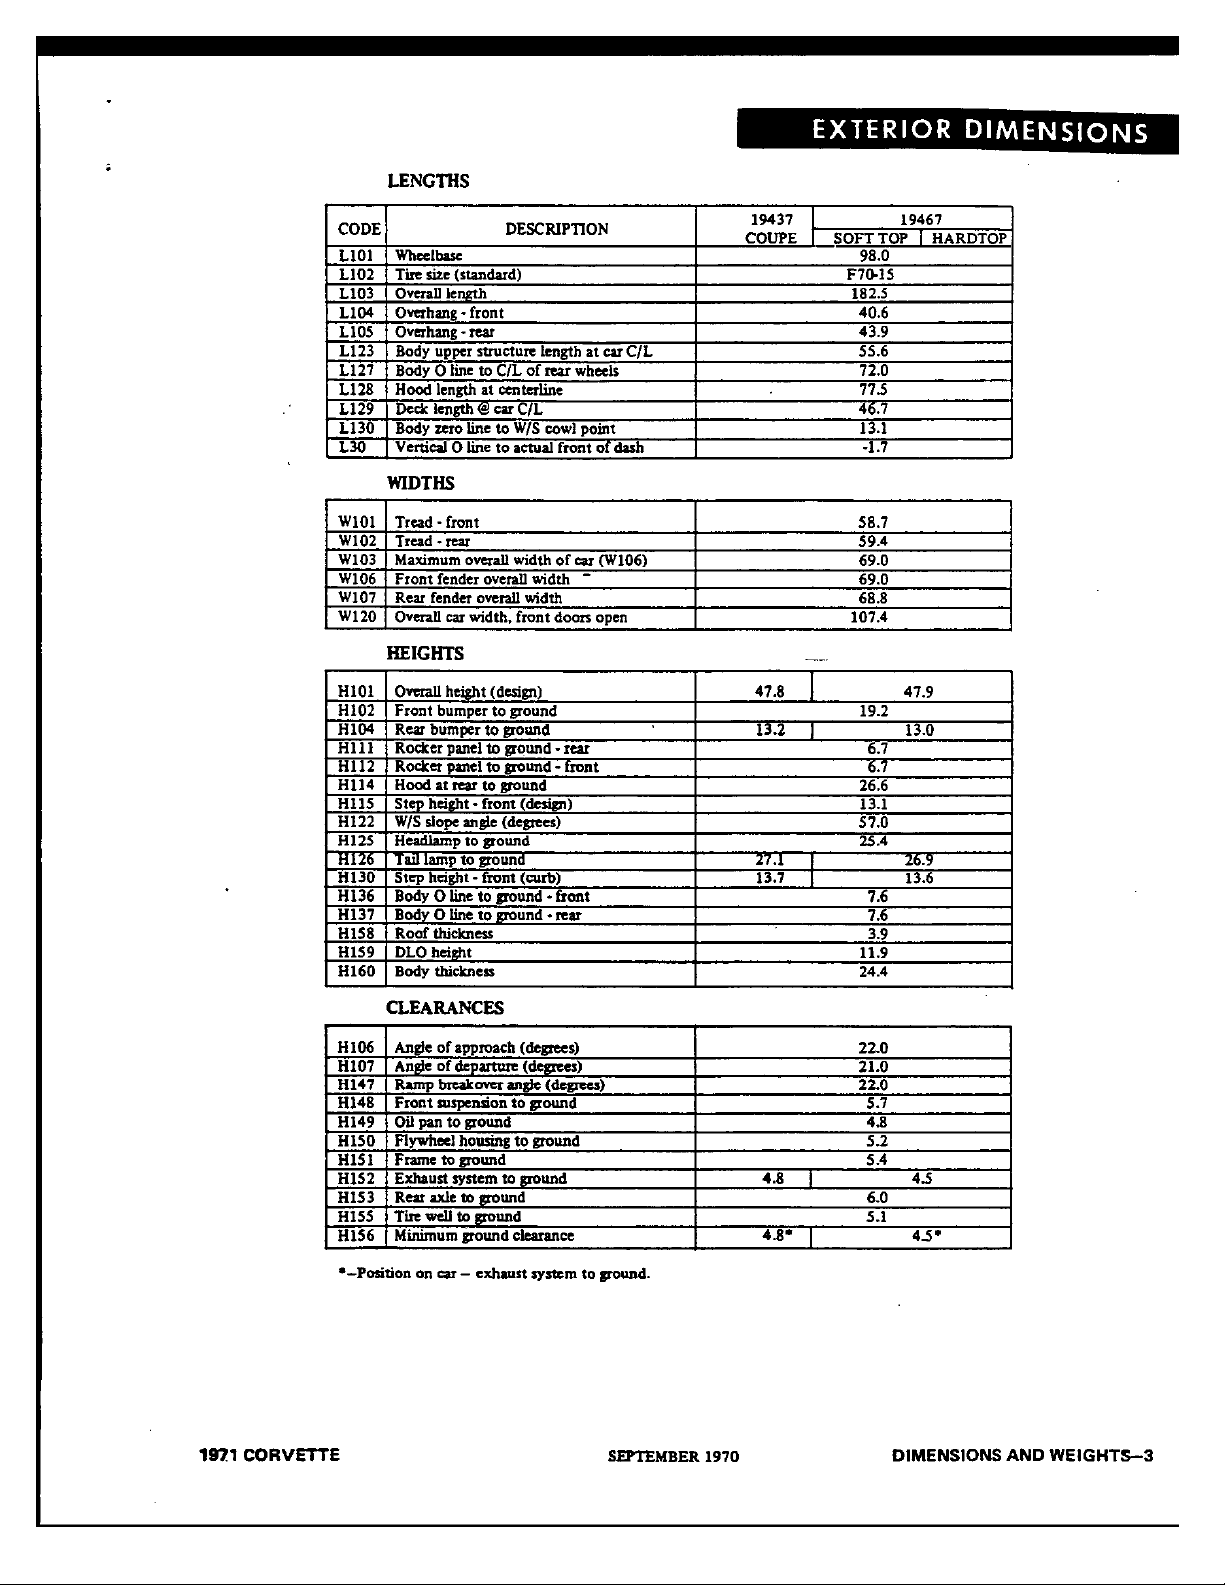 EXTERIOR DIMENSIONS
LENGTHS
CODE DESCRIPTION 19437 COUPE 19467 SOFT TOP HARDTOP
L101 Wheelbase 98.0
L102 Tire size (standard) F70-15
L103 Overall length 182.5
L104 Overhang - front 40.6
L105 Overhang - rear 43.9
L123 Body upper structure length at car C/L 55.6
L127 Body O line to C/L of rear wheels 72.0
L128 Hood length at centerline 77.5
L129 Deck length @ car C/L 46.7
L130 Body zero line to W/S cowl point 13.1
L30 Vertical O line to actual front of dash -1.7
WIDTHS
W101 Tread - front 58.7
W102 Tread - rear 59.4
W103 Maximum overall width of car (W106) 69.0
W106 Front fender overall width 69.0
W107 Rear fender overall width 68.8
W120 Overall car width, front doors open 107.4
HEIGHTS
H101 Overall height (design) 47.8 47.9
H102 Front bumper to ground 19.2
H104 Rear bumper to ground 13.2 13.0
H111 Rocker panel to ground - rear 6.7
H112 Rocker panel to ground - front 6.7
H114 Hood at rear to ground 26.6
H115 Step height - front (design) 13.1
H122 W/S slope angle (degrees) 57.0
H125 Headlamp to ground 25.4
H126 Tail lamp to ground 27.1 26.9
H130 Step height - front (curb) 13.7 13.6
H136 Body O line to ground - front 7.6
H137 Body O line to ground - rear 7.6
H158 Roof thickness 3.9
H159 DLO height 11.9
H160 Body thickness 24.4
CLEARANCES
H106 Angle of approach (degrees) 22.0
H107 Angle of departure (degrees) 21.0
H147 Ramp breakover angle (degrees) 22.0
H148 Front suspension to ground 5.7
H149 Oil pan to ground 4.8
H150 Flywheel housing to ground 5.2
H151 Frame to ground 5.4
H152 Exhaust system to ground 4.8 4.5
H153 Rear axle to ground 6.0
H155 Tire well to ground 5.1
H156 Minimum ground clearance 4.8* 4.5*
*–Position on car – exhaust system to ground.
1971 CORVETTE SEPTEMBER 1970 DIMENSIONS AND WEIGHTS–3